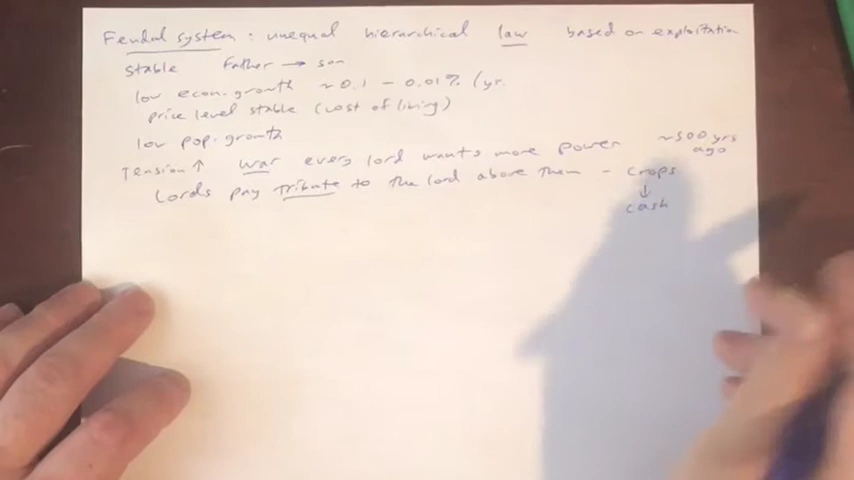 Feudal system : unequal hierarchical law based on exploitation
stable Father → son
low econ. growth ~0.1 - 0.01% /yr.
price level stable (cost of living)
low pop. growth
Tension ↑ war every lord wants more power ~500 yrs ago
Lords pay tribute to the lord above them - crops
↓
cash